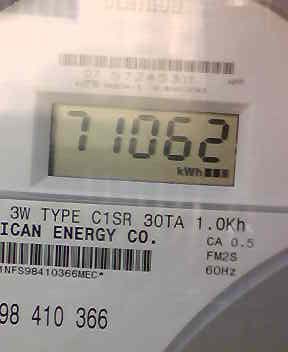 71062
kWh
3W TYPE C1SR 30TA 1.0Kh
ICAN ENERGY CO.
CA 0.5
FM2S
60Hz
1NFS98410366MEC*
98 410 366